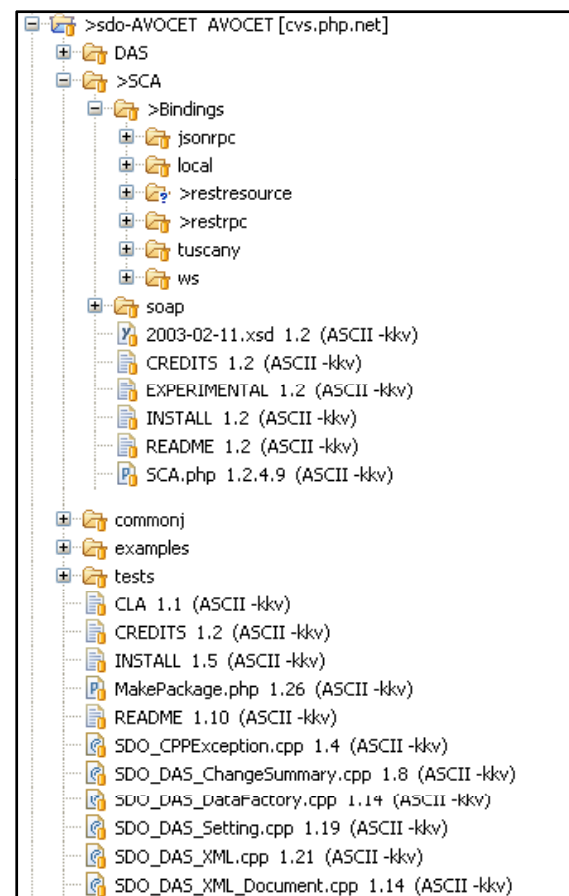 >sdo-AVOCET AVOCET [cvs.php.net]
DAS
>SCA
>Bindings
jsonrpc
local
>restresource
>restrpc
tuscany
ws
soap
2003-02-11.xsd 1.2 (ASCII -kkv)
CREDITS 1.2 (ASCII -kkv)
EXPERIMENTAL 1.2 (ASCII -kkv)
INSTALL 1.2 (ASCII -kkv)
README 1.2 (ASCII -kkv)
SCA.php 1.2.4.9 (ASCII -kkv)
commonj
examples
tests
CLA 1.1 (ASCII -kkv)
CREDITS 1.2 (ASCII -kkv)
INSTALL 1.5 (ASCII -kkv)
MakePackage.php 1.26 (ASCII -kkv)
README 1.10 (ASCII -kkv)
SDO_CPPException.cpp 1.4 (ASCII -kkv)
SDO_DAS_ChangeSummary.cpp 1.8 (ASCII -kkv)
SDO_DAS_DataFactory.cpp 1.14 (ASCII -kkv)
SDO_DAS_Setting.cpp 1.19 (ASCII -kkv)
SDO_DAS_XML.cpp 1.21 (ASCII -kkv)
SDO_DAS_XML_Document.cpp 1.14 (ASCII -kkv)